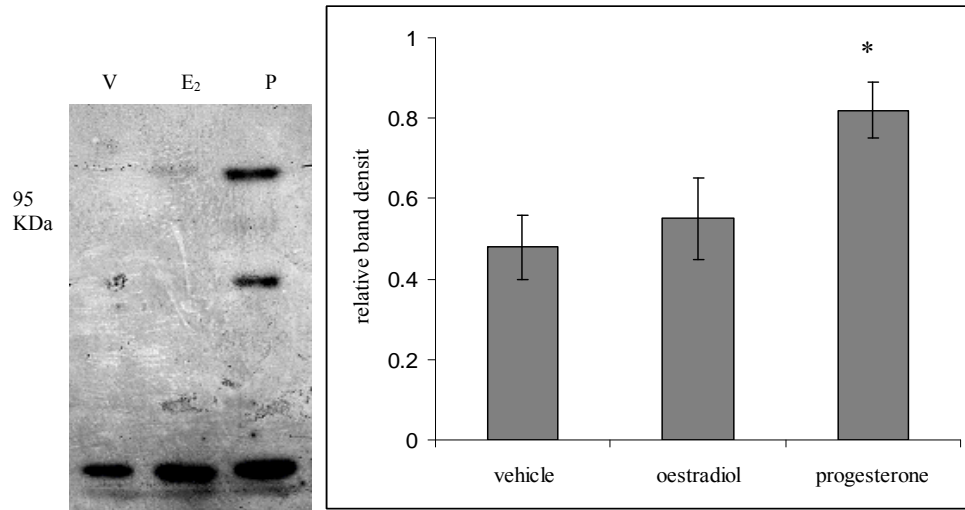 V E₂ P
95
KDa
relative band densit
1
*
0.8
0.6
0.4
0.2
0
vehicle oestradiol progesterone